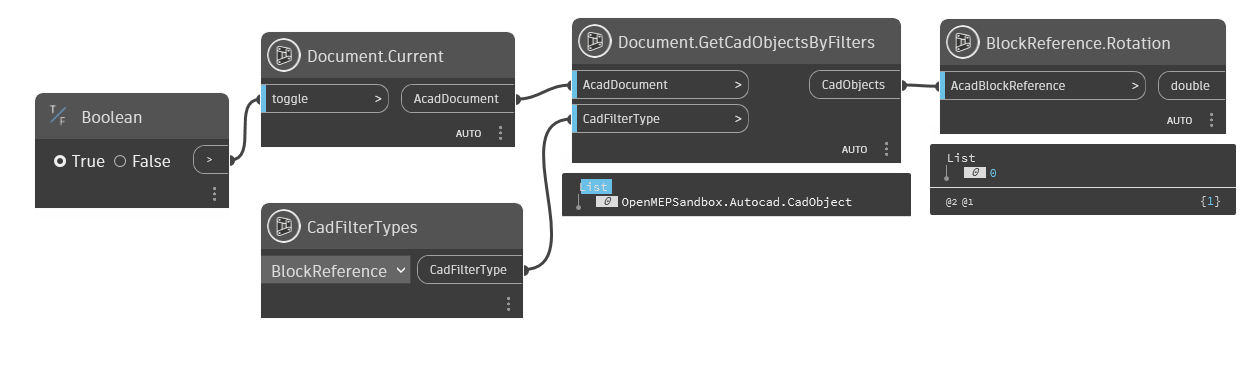 T
F
Boolean
True
False
>
Document.Current
toggle >
AcadDocument
AUTO
CadFilterTypes
BlockReference
CadFilterType
Document.GetCadObjectsByFilters
AcadDocument >
CadObjects
CadFilterType >
AUTO
List
0 OpenMEPSandbox.Autocad.CadObject
BlockReference.Rotation
AcadBlockReference >
double
AUTO
List
0 0
@2 @1
{1}